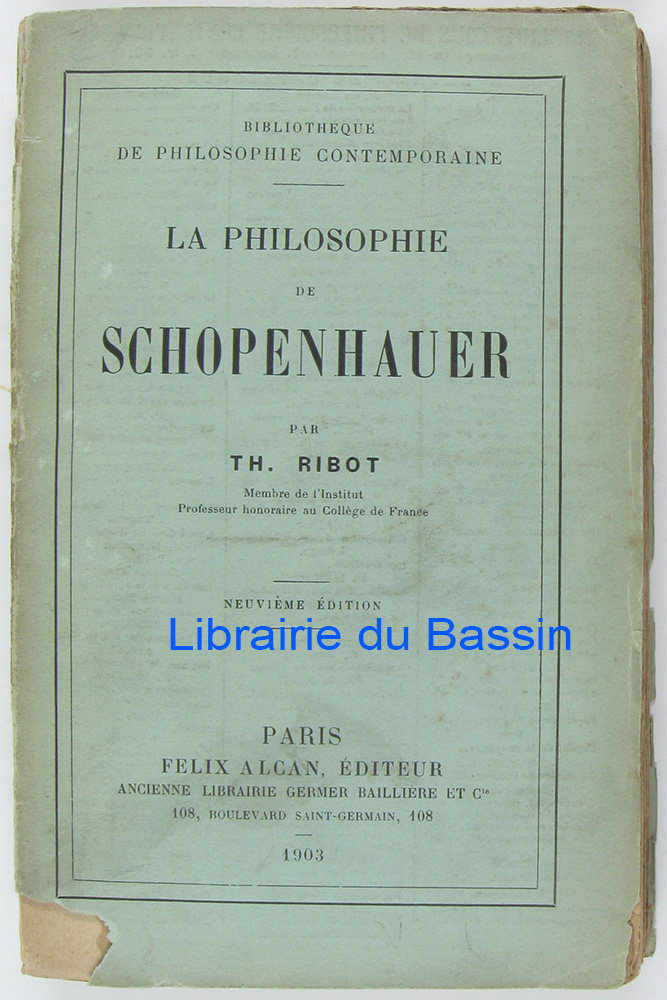 BIBLIOTHÈQUE
DE PHILOSOPHIE CONTEMPORAINE
LA PHILOSOPHIE
DE
SCHOPENHAUER
PAR
TH. RIBOT
Membre de l'Institut
Professeur honoraire au Collège de France
NEUVIÈME ÉDITION
Librairie du Bassin
PARIS
FELIX ALCAN, ÉDITEUR
ANCIENNE LIBRAIRIE GERMER BAILLIÈRE ET Cie
108, BOULEVARD SAINT-GERMAIN, 108
1903